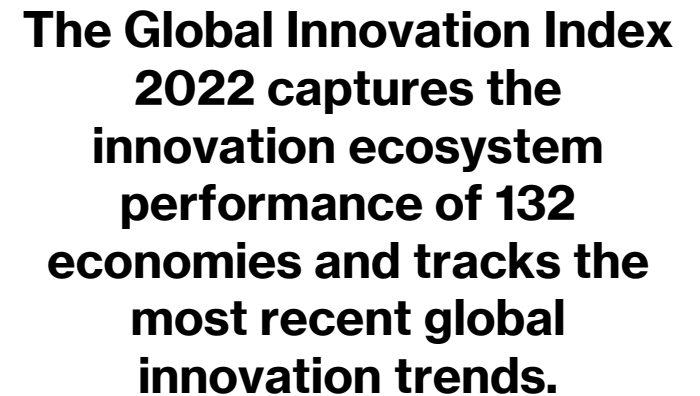 The Global Innovation Index
2022 captures the
innovation ecosystem
performance of 132
economies and tracks the
most recent global
innovation trends.